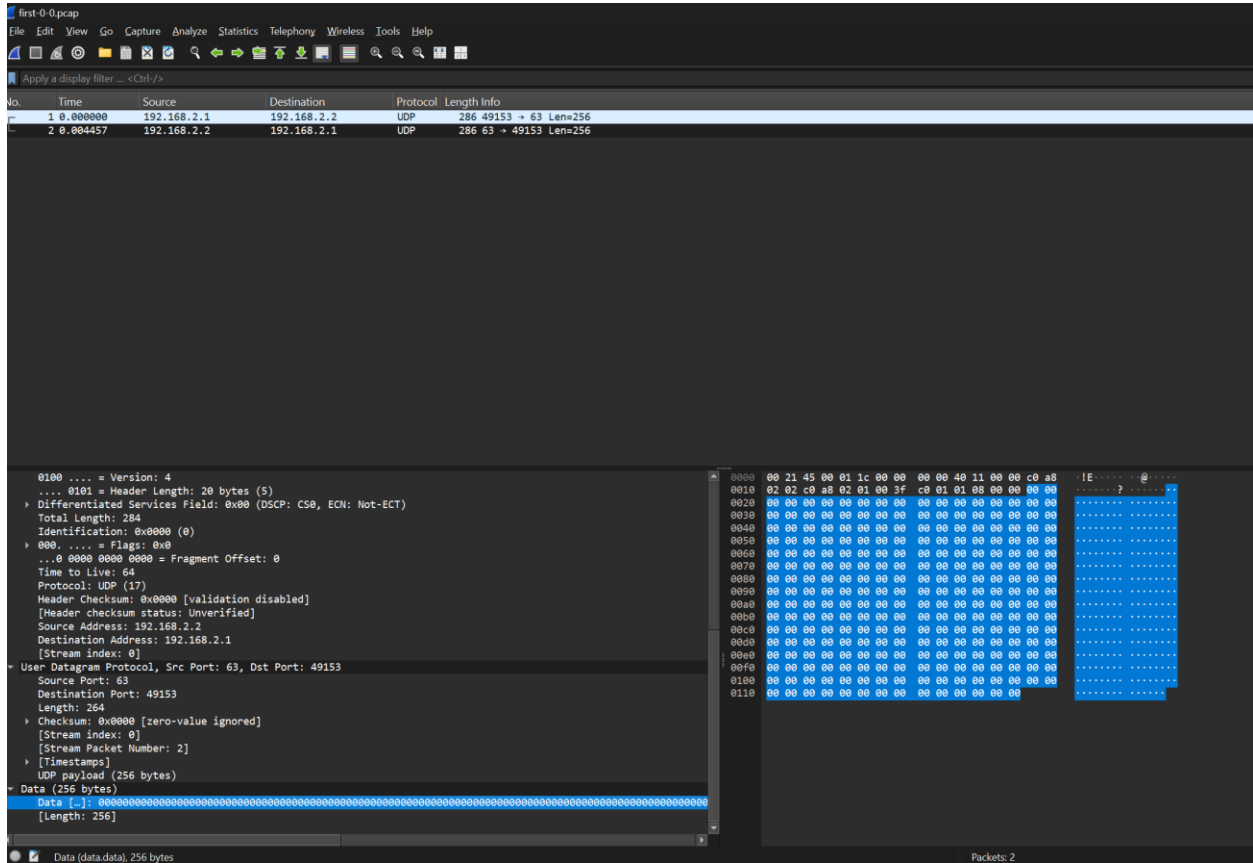 first-0-0.pcap
File Edit View Go Capture Analyze Statistics Telephony Wireless Tools Help
Apply a display filter ... <Ctrl-/>
No. Time Source Destination Protocol Length Info
1 0.000000 192.168.2.1 192.168.2.2 UDP 286 49153 → 63 Len=256
2 0.004457 192.168.2.2 192.168.2.1 UDP 286 63 → 49153 Len=256
0100 .... = Version: 4
.... 0101 = Header Length: 20 bytes (5)
Differentiated Services Field: 0x00 (DSCP: CS0, ECN: Not-ECT)
Total Length: 284
Identification: 0x0000 (0)
000. .... = Flags: 0x0
...0 0000 0000 0000 = Fragment Offset: 0
Time to Live: 64
Protocol: UDP (17)
Header Checksum: 0x0000 [validation disabled]
[Header checksum status: Unverified]
Source Address: 192.168.2.2
Destination Address: 192.168.2.1
[Stream index: 0]
User Datagram Protocol, Src Port: 63, Dst Port: 49153
Source Port: 63
Destination Port: 49153
Length: 264
Checksum: 0x0000 [zero-value ignored]
[Stream index: 0]
[Stream Packet Number: 2]
[Timestamps]
UDP payload (256 bytes)
Data (256 bytes)
Data […]:
[Length: 256]
0000 00 21 45 00 01 1c 00 00 00 00 40 11 00 00 c0 a8 ·!E····· ··@·····
0010 02 02 c0 a8 02 01 00 3f c0 01 01 08 00 00 00 00 ·······? ········
0020 00 00 00 00 00 00 00 00 00 00 00 00 00 00 00 00 ········ ········
0030 00 00 00 00 00 00 00 00 00 00 00 00 00 00 00 00 ········ ········
0040 00 00 00 00 00 00 00 00 00 00 00 00 00 00 00 00 ········ ········
0050 00 00 00 00 00 00 00 00 00 00 00 00 00 00 00 00 ········ ········
0060 00 00 00 00 00 00 00 00 00 00 00 00 00 00 00 00 ········ ········
0070 00 00 00 00 00 00 00 00 00 00 00 00 00 00 00 00 ········ ········
0080 00 00 00 00 00 00 00 00 00 00 00 00 00 00 00 00 ········ ········
0090 00 00 00 00 00 00 00 00 00 00 00 00 00 00 00 00 ········ ········
00a0 00 00 00 00 00 00 00 00 00 00 00 00 00 00 00 00 ········ ········
00b0 00 00 00 00 00 00 00 00 00 00 00 00 00 00 00 00 ········ ········
00c0 00 00 00 00 00 00 00 00 00 00 00 00 00 00 00 00 ········ ········
00d0 00 00 00 00 00 00 00 00 00 00 00 00 00 00 00 00 ········ ········
00e0 00 00 00 00 00 00 00 00 00 00 00 00 00 00 00 00 ········ ········
00f0 00 00 00 00 00 00 00 00 00 00 00 00 00 00 00 00 ········ ········
0100 00 00 00 00 00 00 00 00 00 00 00 00 00 00 00 00 ········ ········
0110 00 00 00 00 00 00 00 00 00 00 00 00 00 00 ········ ······
Data (data.data), 256 bytes
Packets: 2